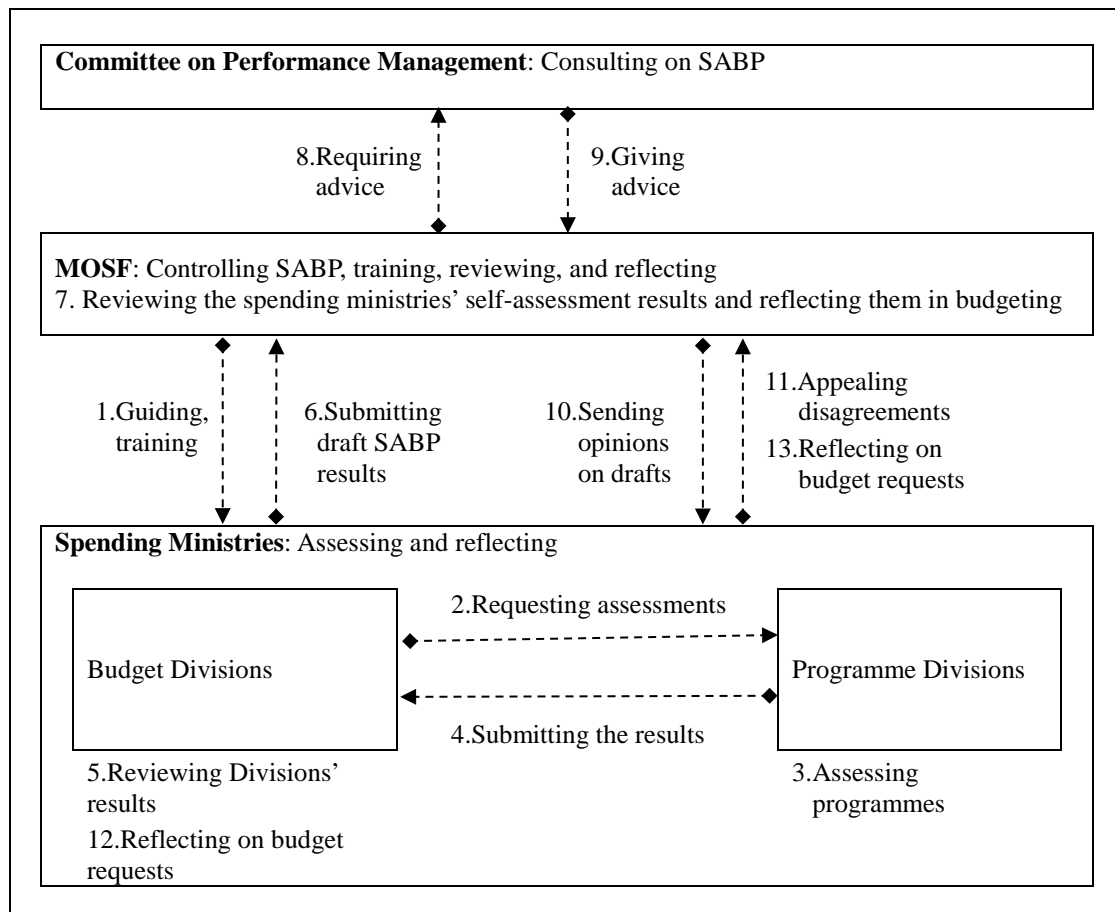 Committee on Performance Management: Consulting on SABP
8.Requiring
advice
9.Giving
advice
MOSF: Controlling SABP, training, reviewing, and reflecting
7. Reviewing the spending ministries’ self-assessment results and reflecting them in budgeting
1.Guiding,
training
6.Submitting
draft SABP
results
10.Sending
opinions
on drafts
11.Appealing
disagreements
13.Reflecting on
budget requests
Spending Ministries: Assessing and reflecting
2.Requesting assessments
Budget Divisions
Programme Divisions
4.Submitting the results
5.Reviewing Divisions’
results
12.Reflecting on budget
requests
3.Assessing
programmes